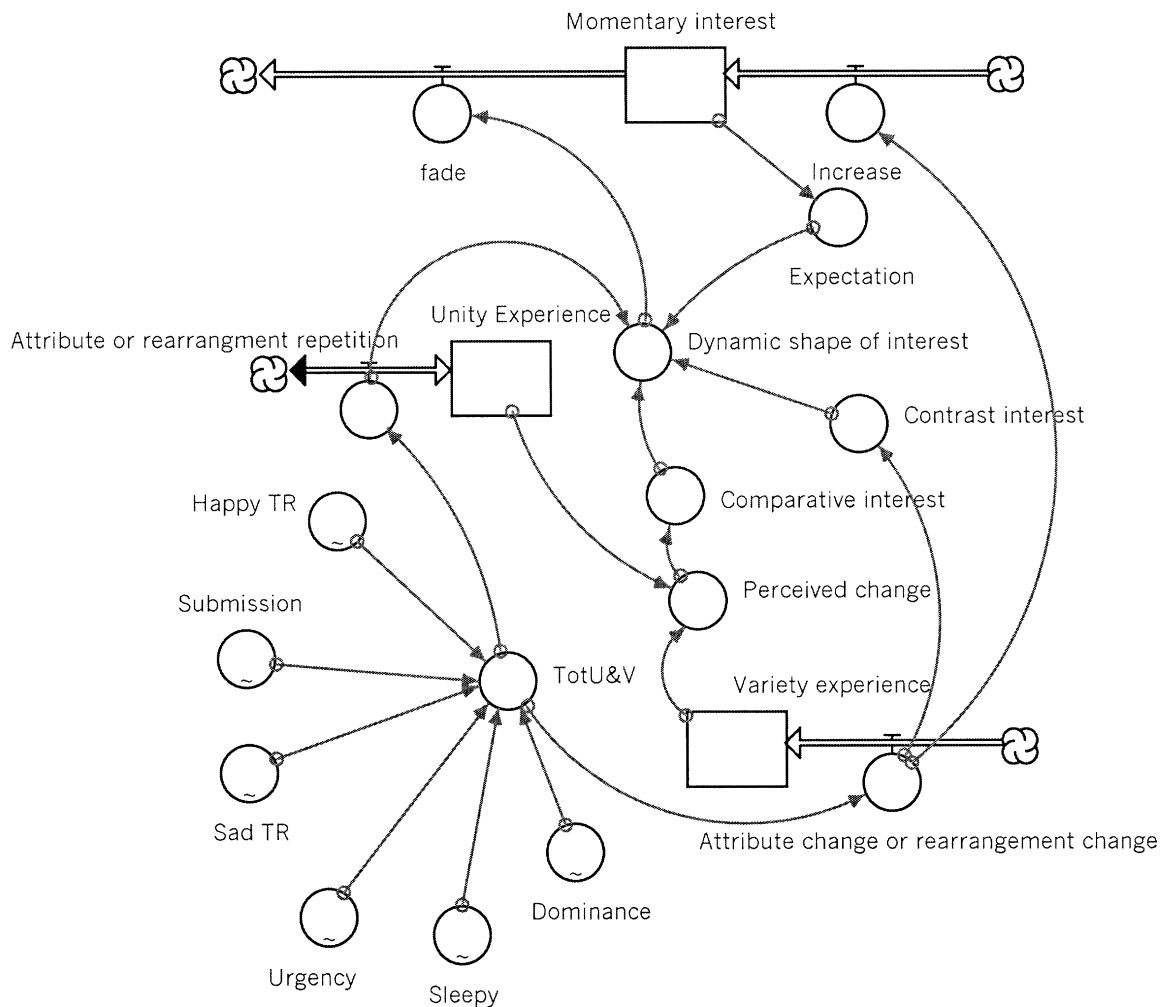 Momentary interest
fade
Increase
Expectation
Unity Experience
Attribute or rearrangment repetition
Dynamic shape of interest
Contrast interest
Happy TR
Comparative interest
Submission
Perceived change
TotU&V
Variety experience
Sad TR
Attribute change or rearrangement change
Dominance
Urgency
Sleepy
~
~
~
~
~
~